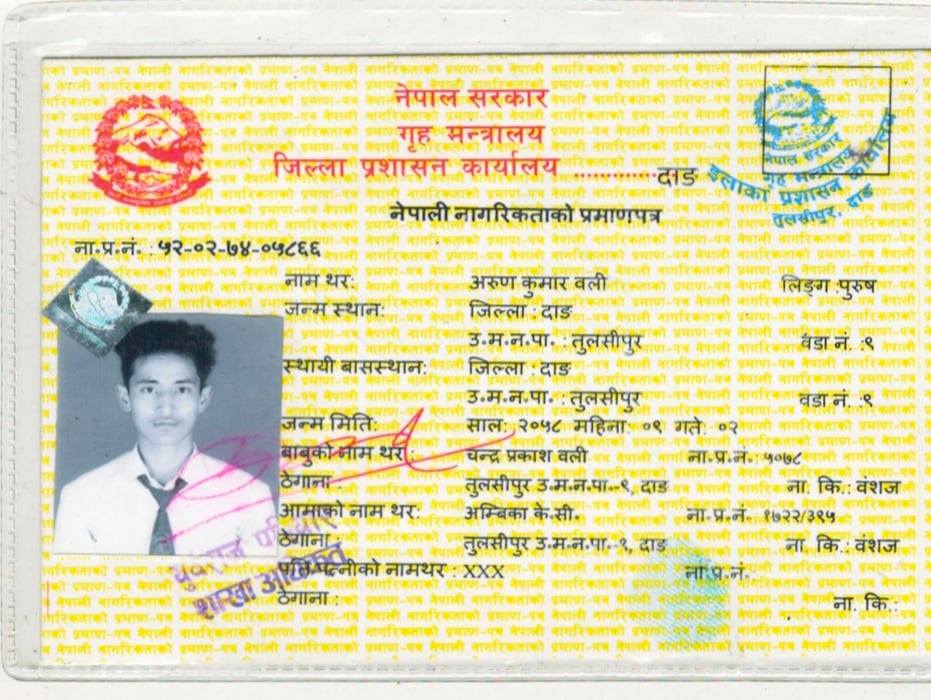 नेपाल सरकार
गृह मन्त्रालय
जिल्ला प्रशासन कार्यालय ............दाङ
नेपाल सरकार
गृह मन्त्रालय
इलाका प्रशासन कार्यालय
तुलसीपुर, दाङ
नेपाली नागरिकताको प्रमाणपत्र
ना.प्र.नं. : ५२-०२-७४-०५८६६
नाम थर: अरुण कुमार वली लिङ्ग :पुरुष
जन्म स्थान: जिल्ला : दाङ
उ.म.न.पा. : तुलसीपुर वडा नं. :९
स्थायी बासस्थान: जिल्ला : दाङ
उ.म.न.पा. : तुलसीपुर वडा नं. :९
जन्म मिति: साल: २०५८ महिना: ०९ गते: ०२
बाबुको नाम थर : चन्द्र प्रकाश वली ना.प्र.नं.: ५०७८
ठेगाना : तुलसीपुर उ.म.न.पा.-९, दाङ ना. कि.: वंशज
आमाको नाम थर: अम्बिका के.सी. ना.प्र.नं. १७२२/३९५
ठेगाना : तुलसीपुर उ.म.न.पा.-९, दाङ ना. कि.: वंशज
पति/पत्नीको नामथर : XXX ना.प्र.नं.
ठेगाना : ना. कि.:
शाखा अधिकृत